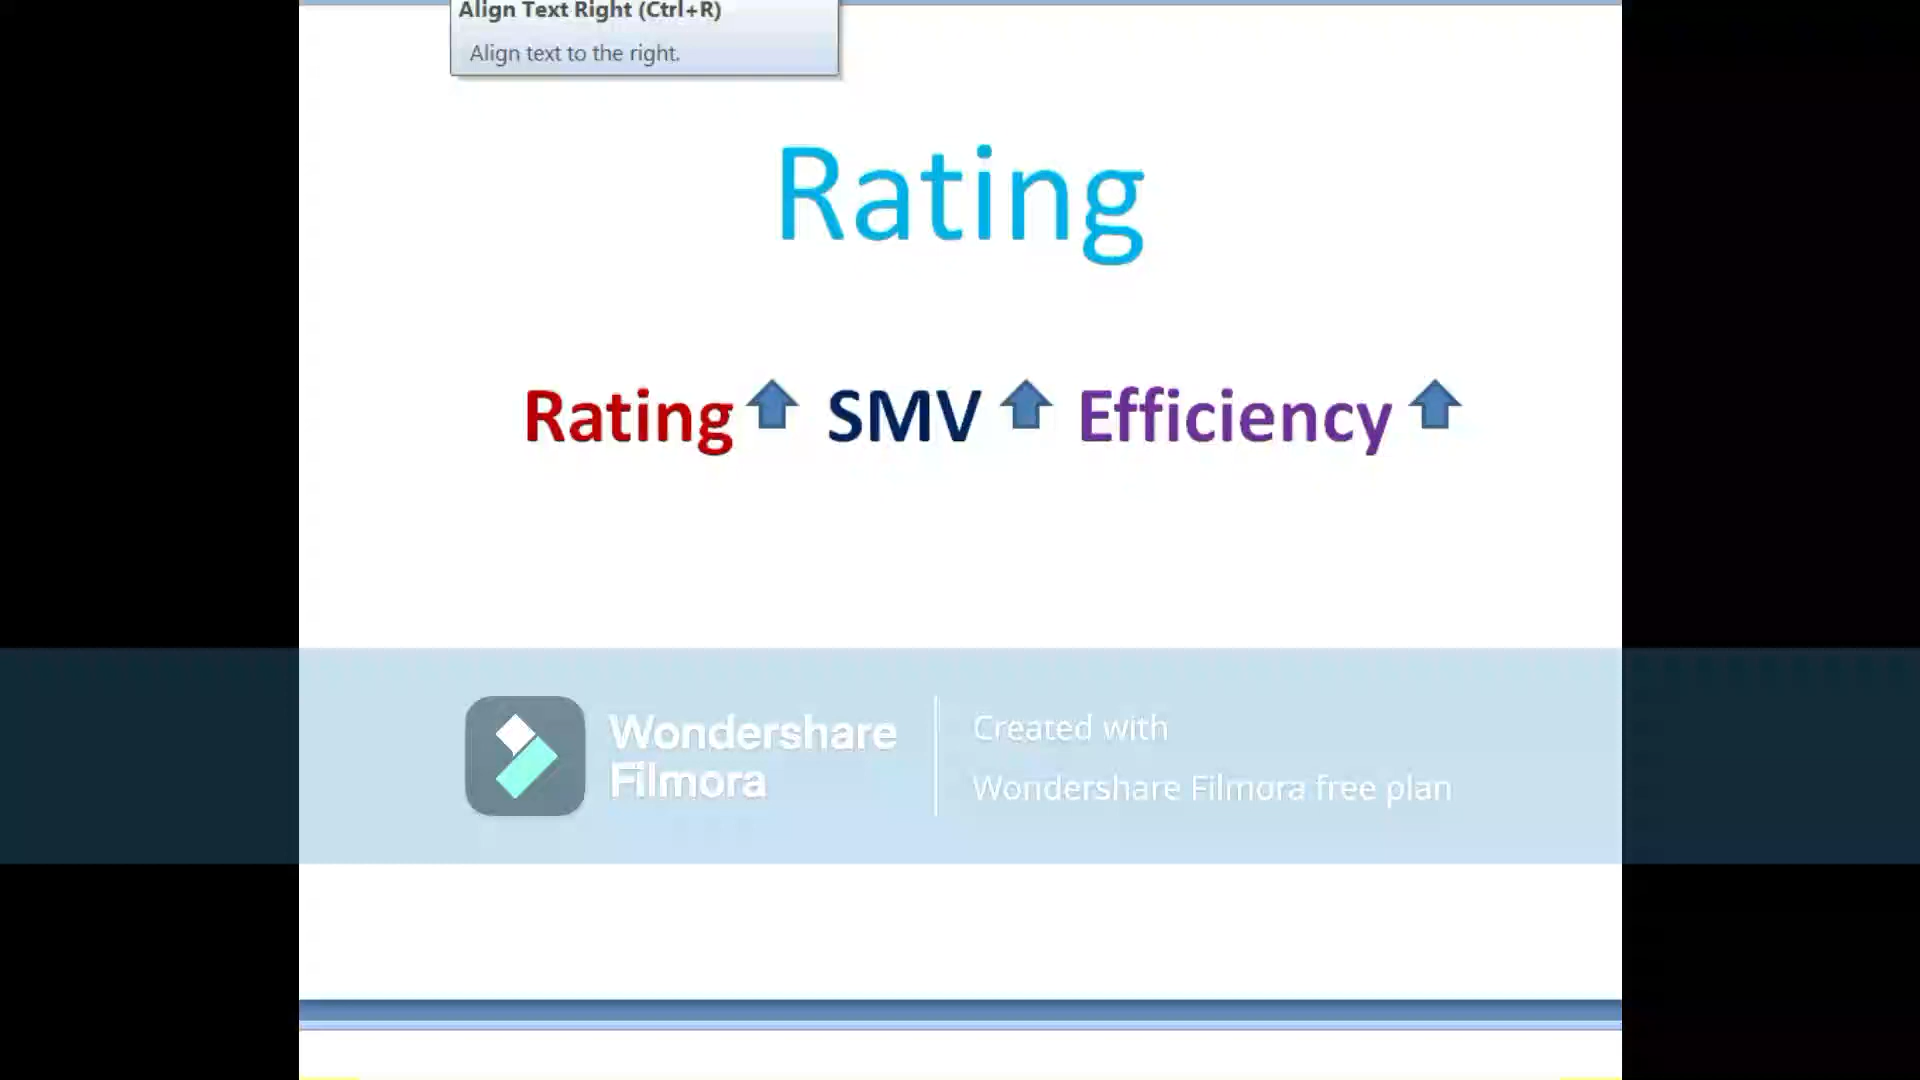 Align Text Right (Ctrl+R)
Align text to the right.
Rating
Rating SMV Efficiency
Wondershare
Filmora
Created with
Wondershare Filmora free plan